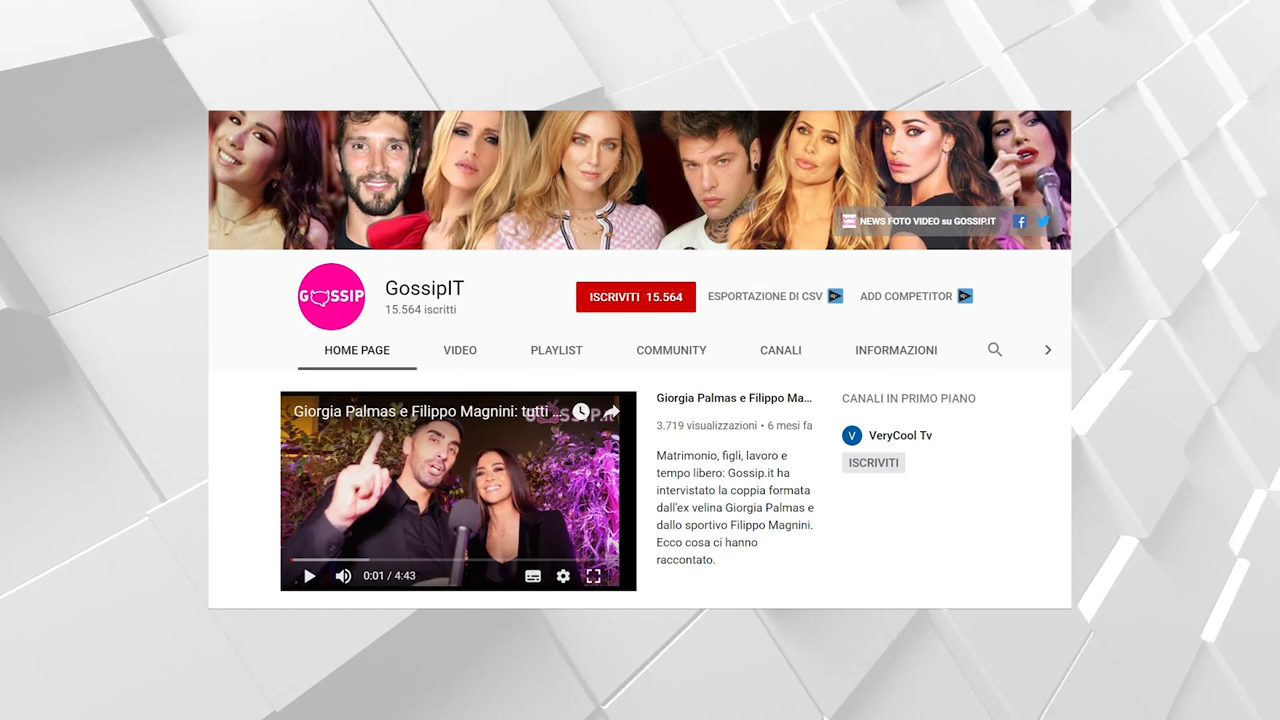 NEWS FOTO VIDEO su GOSSIP.IT
GOSSIP
GossipIT
15.564 iscritti
ISCRIVITI 15.564
ESPORTAZIONE DI CSV
ADD COMPETITOR
HOME PAGE
VIDEO
PLAYLIST
COMMUNITY
CANALI
INFORMAZIONI
Giorgia Palmas e Filippo Magnini: tutti ...
GOSSIP.it
0:01 / 4:43
Giorgia Palmas e Filippo Ma...
3.719 visualizzazioni • 6 mesi fa
Matrimonio, figli, lavoro e
tempo libero: Gossip.it ha
intervistato la coppia formata
dall'ex velina Giorgia Palmas e
dallo sportivo Filippo Magnini.
Ecco cosa ci hanno
raccontato.
CANALI IN PRIMO PIANO
V VeryCool Tv
ISCRIVITI